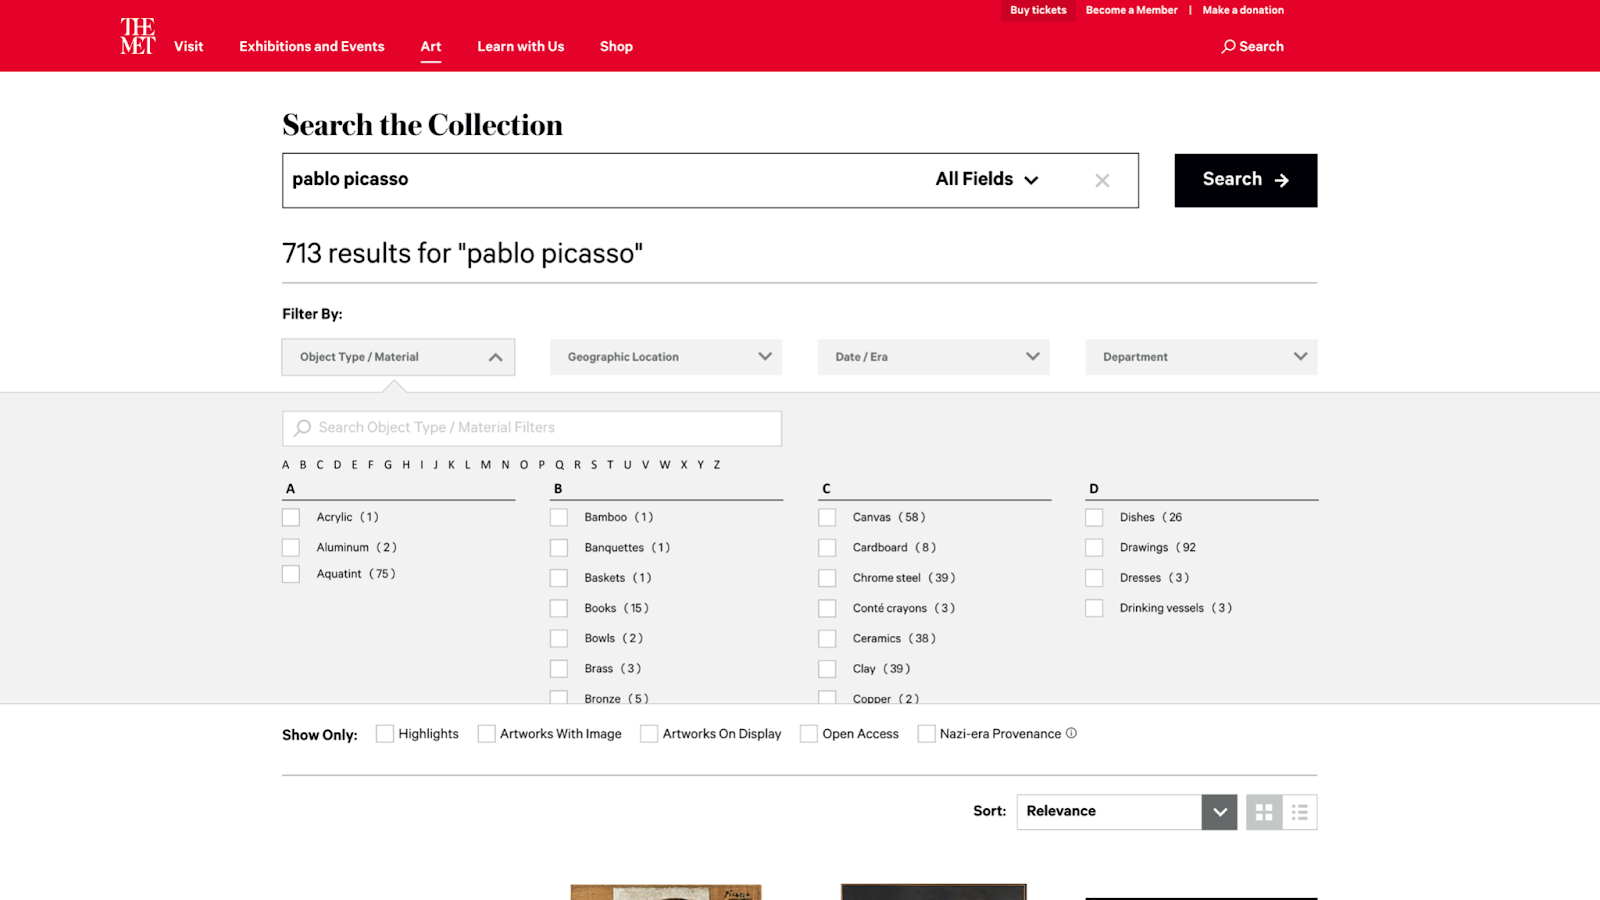 Buy tickets Become a Member | Make a donation
THE
MET
Visit Exhibitions and Events Art Learn with Us Shop Search
Search the Collection
pablo picasso All Fields Search
713 results for "pablo picasso"
Filter By:
Object Type / Material Geographic Location Date / Era Department
Search Object Type / Material Filters
A B C D E F G H I J K L M N O P Q R S T U V W X Y Z
A
Acrylic (1)
Aluminum (2)
Aquatint (75)
B
Bamboo (1)
Banquettes (1)
Baskets (1)
Books (15)
Bowls (2)
Brass (3)
Bronze (5)
C
Canvas (58)
Cardboard (8)
Chrome steel (39)
Conté crayons (3)
Ceramics (38)
Clay (39)
Copper (2)
D
Dishes (26
Drawings (92
Dresses (3)
Drinking vessels (3)
Show Only: Highlights Artworks With Image Artworks On Display Open Access Nazi-era Provenance
Sort: Relevance
Picasso